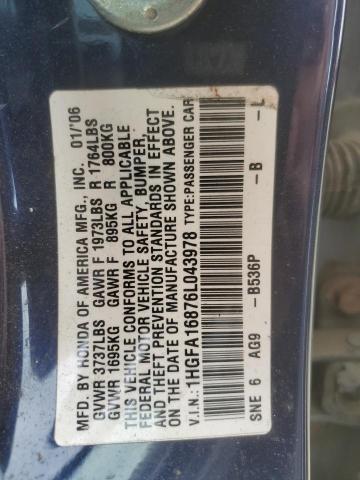 MFD. BY HONDA OF AMERICA MFG., INC. 01/'06
GVWR 3737LBS GAWR F 1973LBS R 1764LBS
GVWR 1695KG GAWR F 895KG R 800KG
THIS VEHICLE CONFORMS TO ALL APPLICABLE
FEDERAL MOTOR VEHICLE SAFETY, BUMPER,
AND THEFT PREVENTION STANDARDS IN EFFECT
ON THE DATE OF MANUFACTURE SHOWN ABOVE.
V.I.N.: 1HGFA16876L043978 TYPE:PASSENGER CAR
SNE 6 AG9 -B536P -B -L